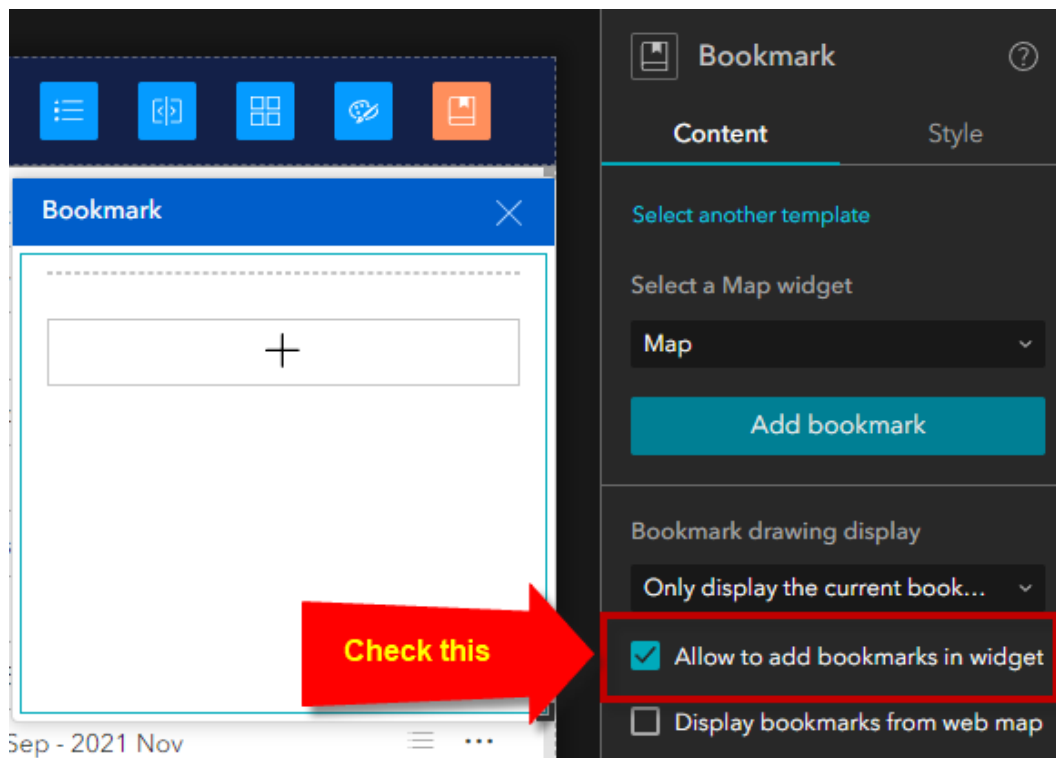 Bookmark
Sep - 2021 Nov
Check this
Bookmark
?
Content Style
Select another template
Select a Map widget
Map
Add bookmark
Bookmark drawing display
Only display the current book...
Allow to add bookmarks in widget
Display bookmarks from web map